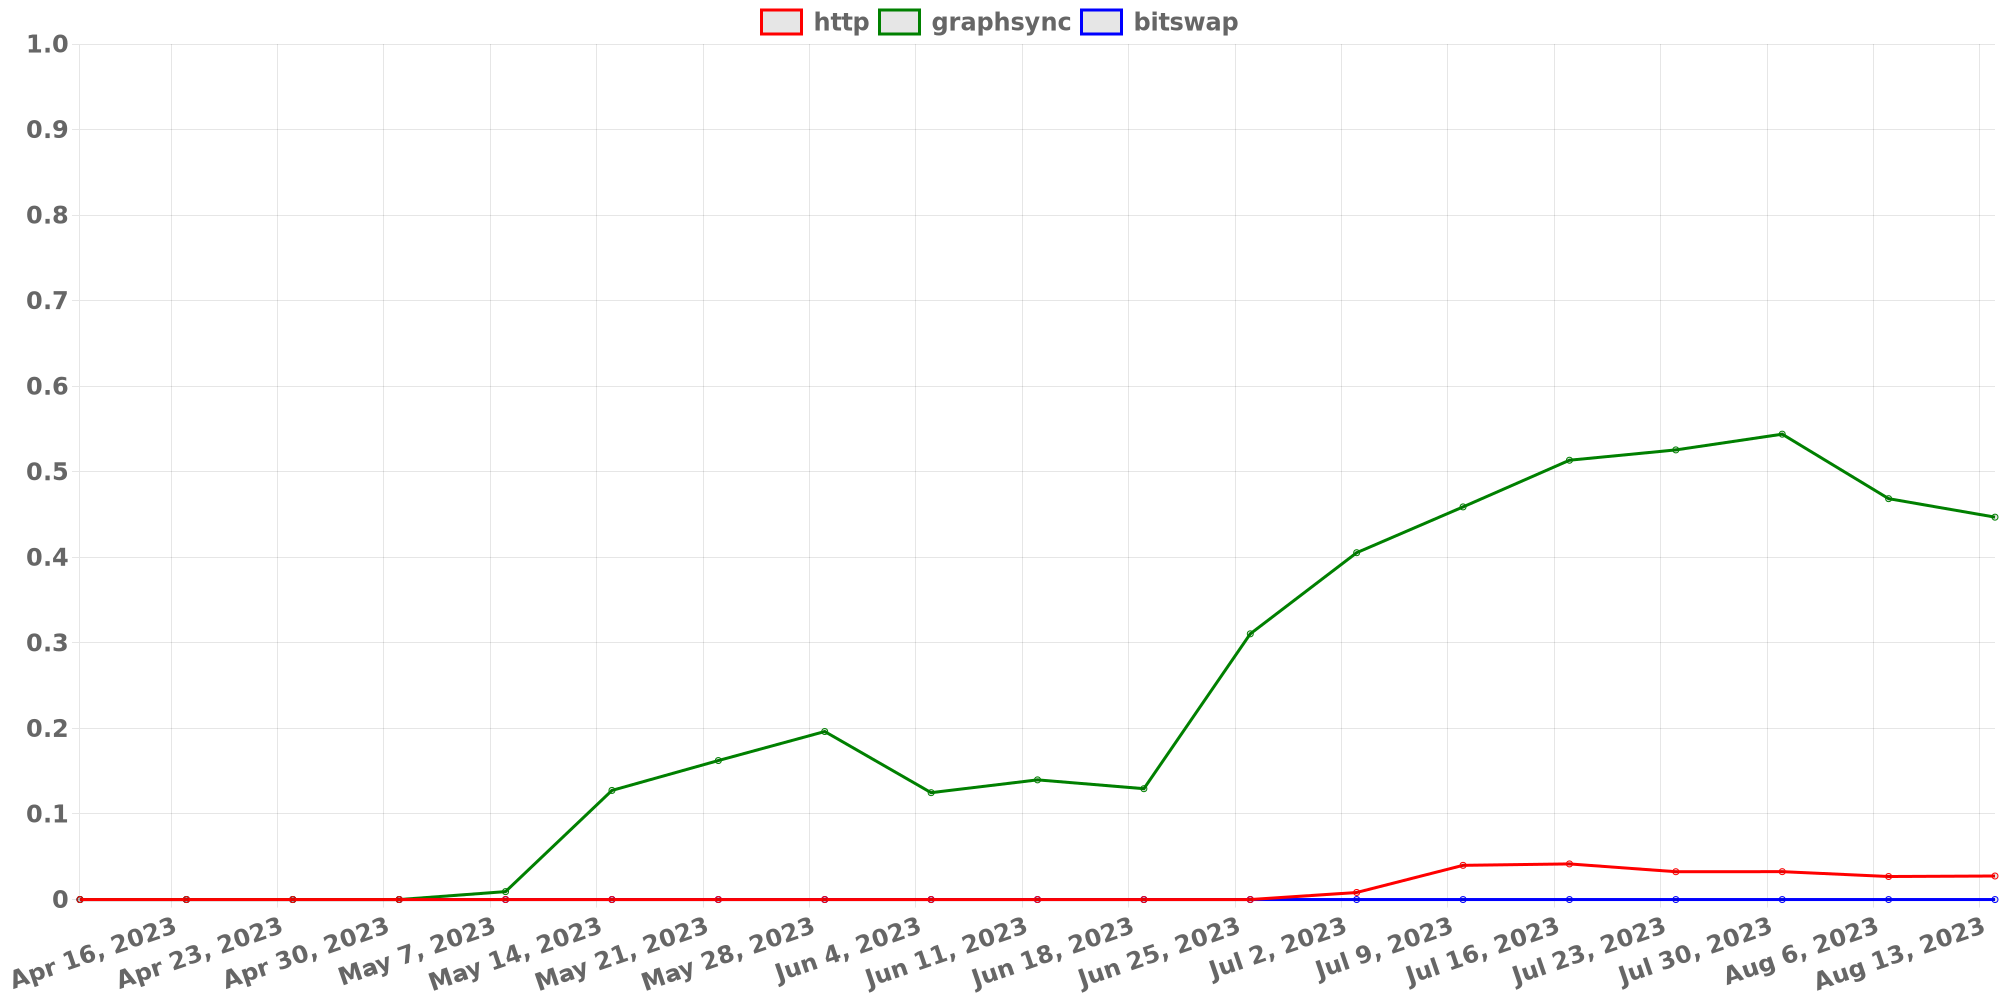 http graphsync bitswap
1.0
0.9
0.8
0.7
0.6
0.5
0.4
0.3
0.2
0.1
0
Apr 16, 2023
Apr 23, 2023
Apr 30, 2023
May 7, 2023
May 14, 2023
May 21, 2023
May 28, 2023
Jun 4, 2023
Jun 11, 2023
Jun 18, 2023
Jun 25, 2023
Jul 2, 2023
Jul 9, 2023
Jul 16, 2023
Jul 23, 2023
Jul 30, 2023
Aug 6, 2023
Aug 13, 2023